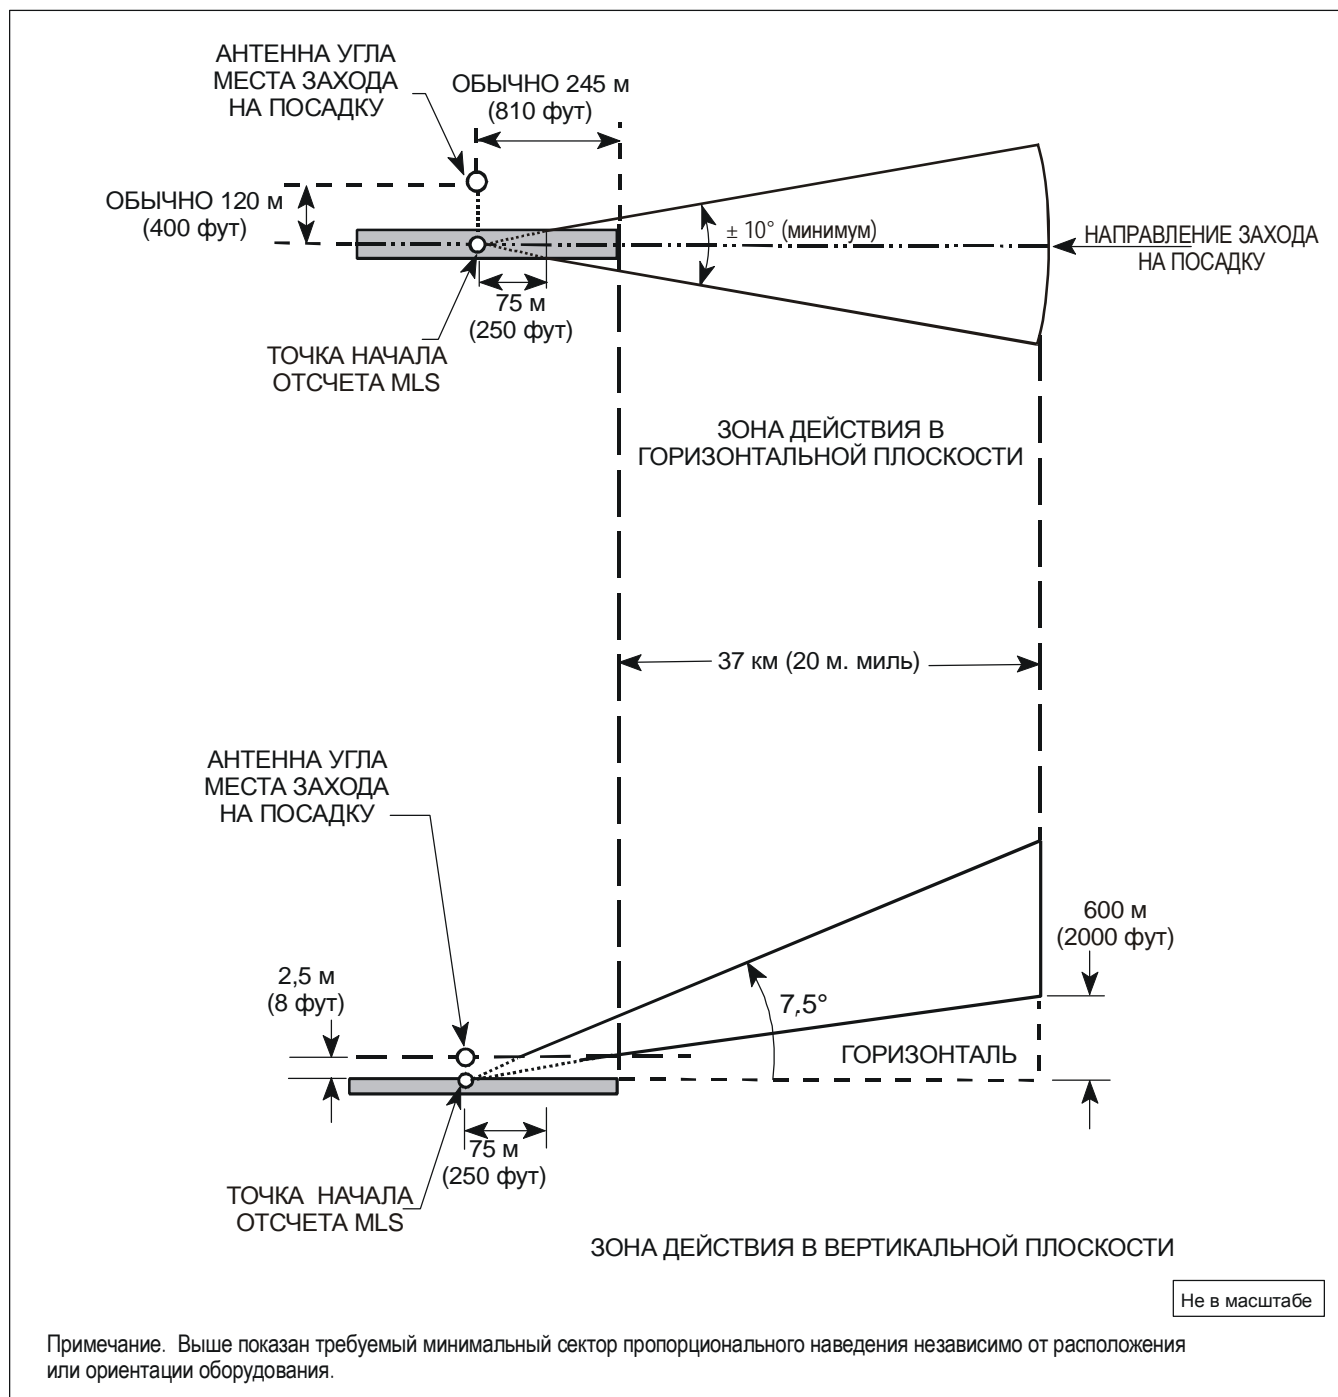 АНТЕННА УГЛА
МЕСТА ЗАХОДА
НА ПОСАДКУ
ОБЫЧНО 245 м
(810 фут)
ОБЫЧНО 120 м
(400 фут)
± 10° (минимум)
НАПРАВЛЕНИЕ ЗАХОДА
НА ПОСАДКУ
75 м
(250 фут)
ТОЧКА НАЧАЛА
ОТСЧЕТА MLS
ЗОНА ДЕЙСТВИЯ В
ГОРИЗОНТАЛЬНОЙ ПЛОСКОСТИ
37 км (20 м. миль)
АНТЕННА УГЛА
МЕСТА ЗАХОДА
НА ПОСАДКУ
600 м
(2000 фут)
2,5 м
(8 фут)
7,5°
ГОРИЗОНТАЛЬ
75 м
(250 фут)
ТОЧКА НАЧАЛА
ОТСЧЕТА MLS
ЗОНА ДЕЙСТВИЯ В ВЕРТИКАЛЬНОЙ ПЛОСКОСТИ
Не в масштабе
Примечание. Выше показан требуемый минимальный сектор пропорционального наведения независимо от расположения
или ориентации оборудования.